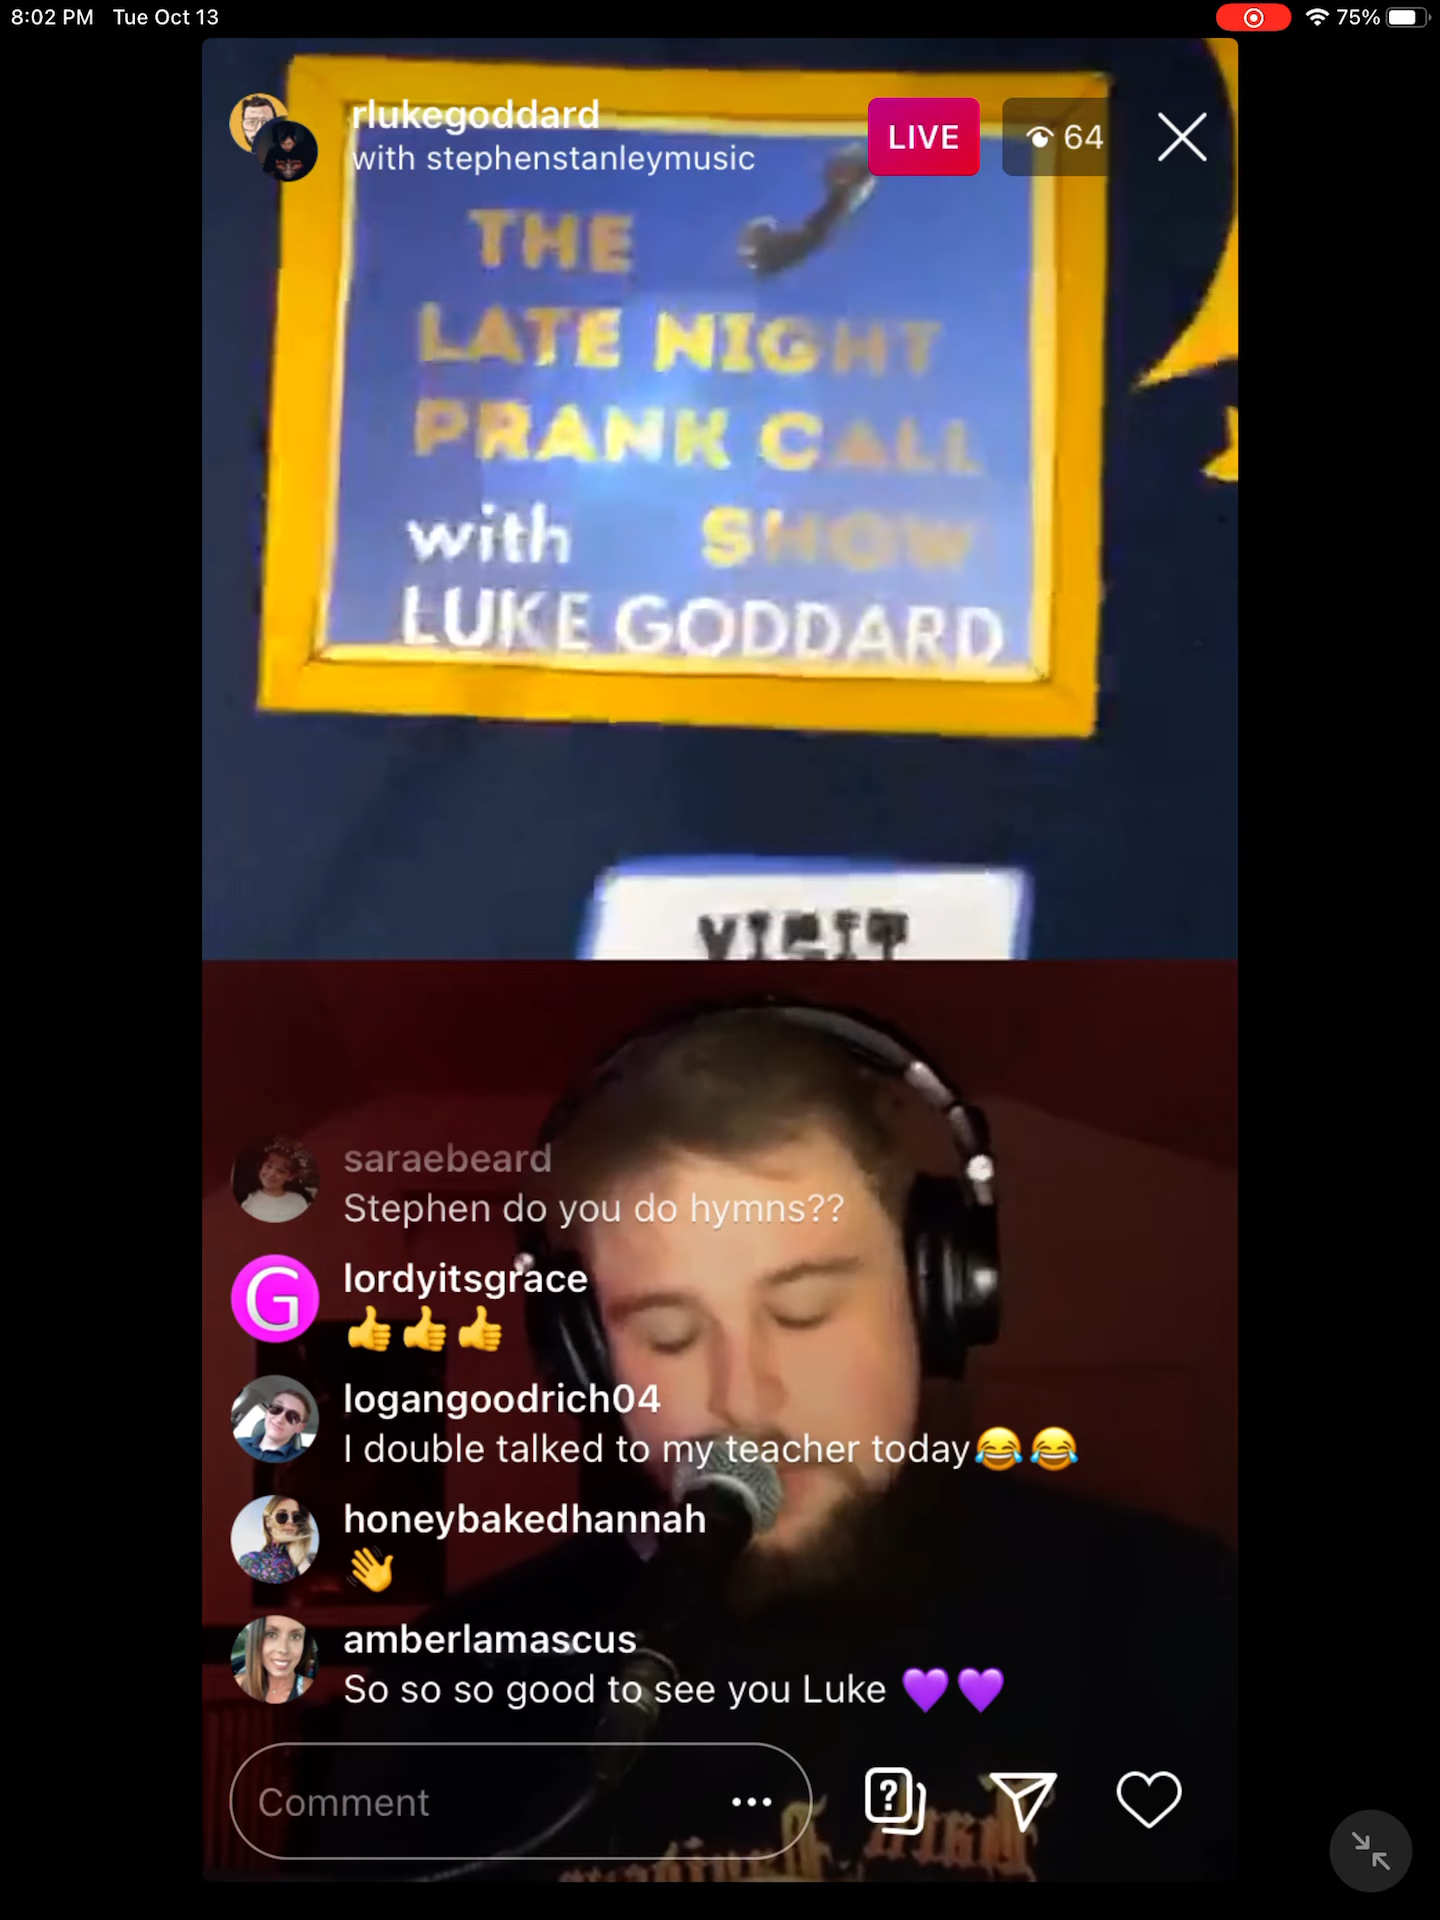 8:02 PM Tue Oct 13
75%
rlukegoddard
with stephenstanleymusic
LIVE
64
THE
LATE NIGHT
PRANK CALL
with SHOW
LUKE GODDARD
VISIT
saraebeard
Stephen do you do hymns??
G
lordyitsgrace
👍👍👍
logangoodrich04
I double talked to my teacher today😂😂
honeybakedhannah
👋
amberlamascus
So so so good to see you Luke 💜💜
Comment